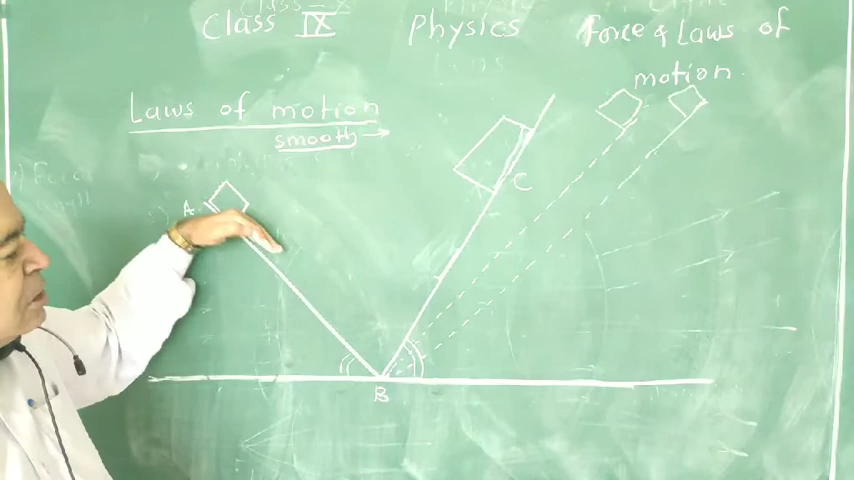 Class IX Physics Force & Laws of
motion.
Laws of motion
smooth
A
C
B